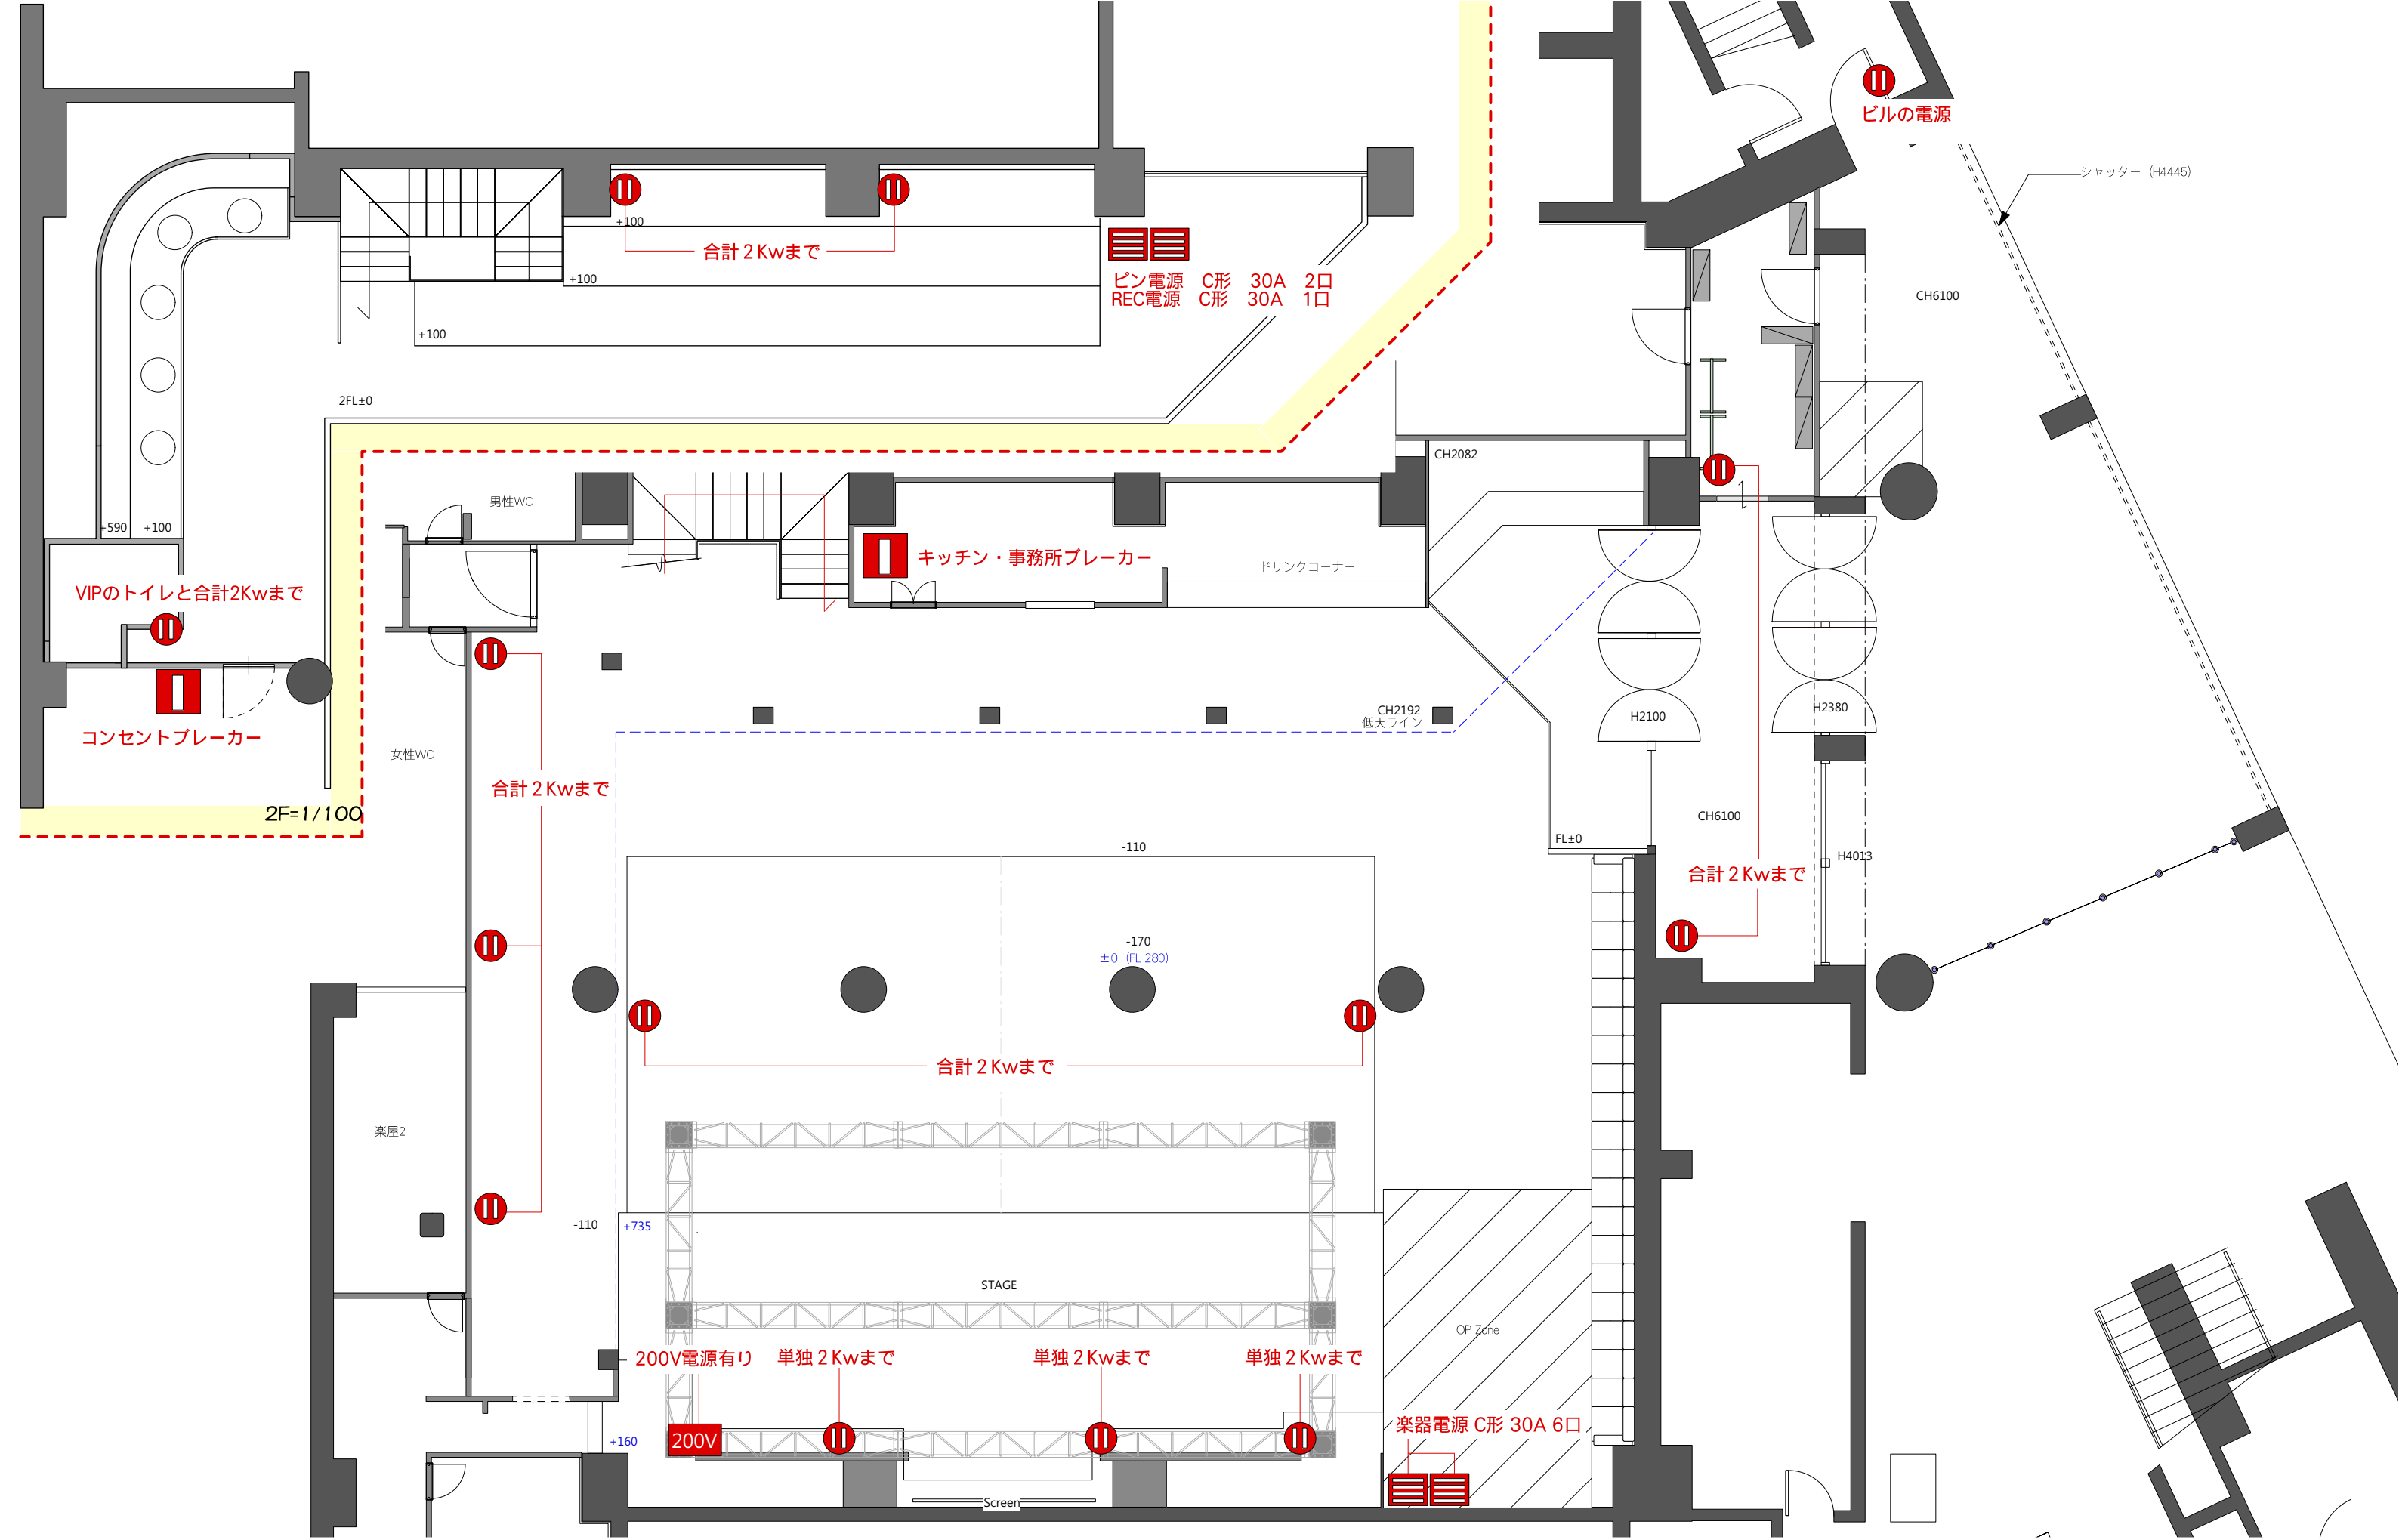 ビルの電源
シャッター (H4445)
+100
合計２Kwまで
+100
ピン電源 C形 30A 2口
REC電源 C形 30A 1口
CH6100
+100
2FL±0
CH2082
男性WC
+590
+100
キッチン・事務所ブレーカー
ドリンクコーナー
VIPのトイレと合計2Kwまで
CH2192
低天ライン
H2100
H2380
コンセントブレーカー
女性WC
合計２Kwまで
2F=1/100
CH6100
FL±0
-110
H4013
合計２Kwまで
-170
±0 (FL-280)
合計２Kwまで
楽屋2
-110
+735
STAGE
OP Zone
200V電源有り
単独２Kwまで
単独２Kwまで
単独２Kwまで
楽器電源 C形 30A 6口
+160
200V
Screen